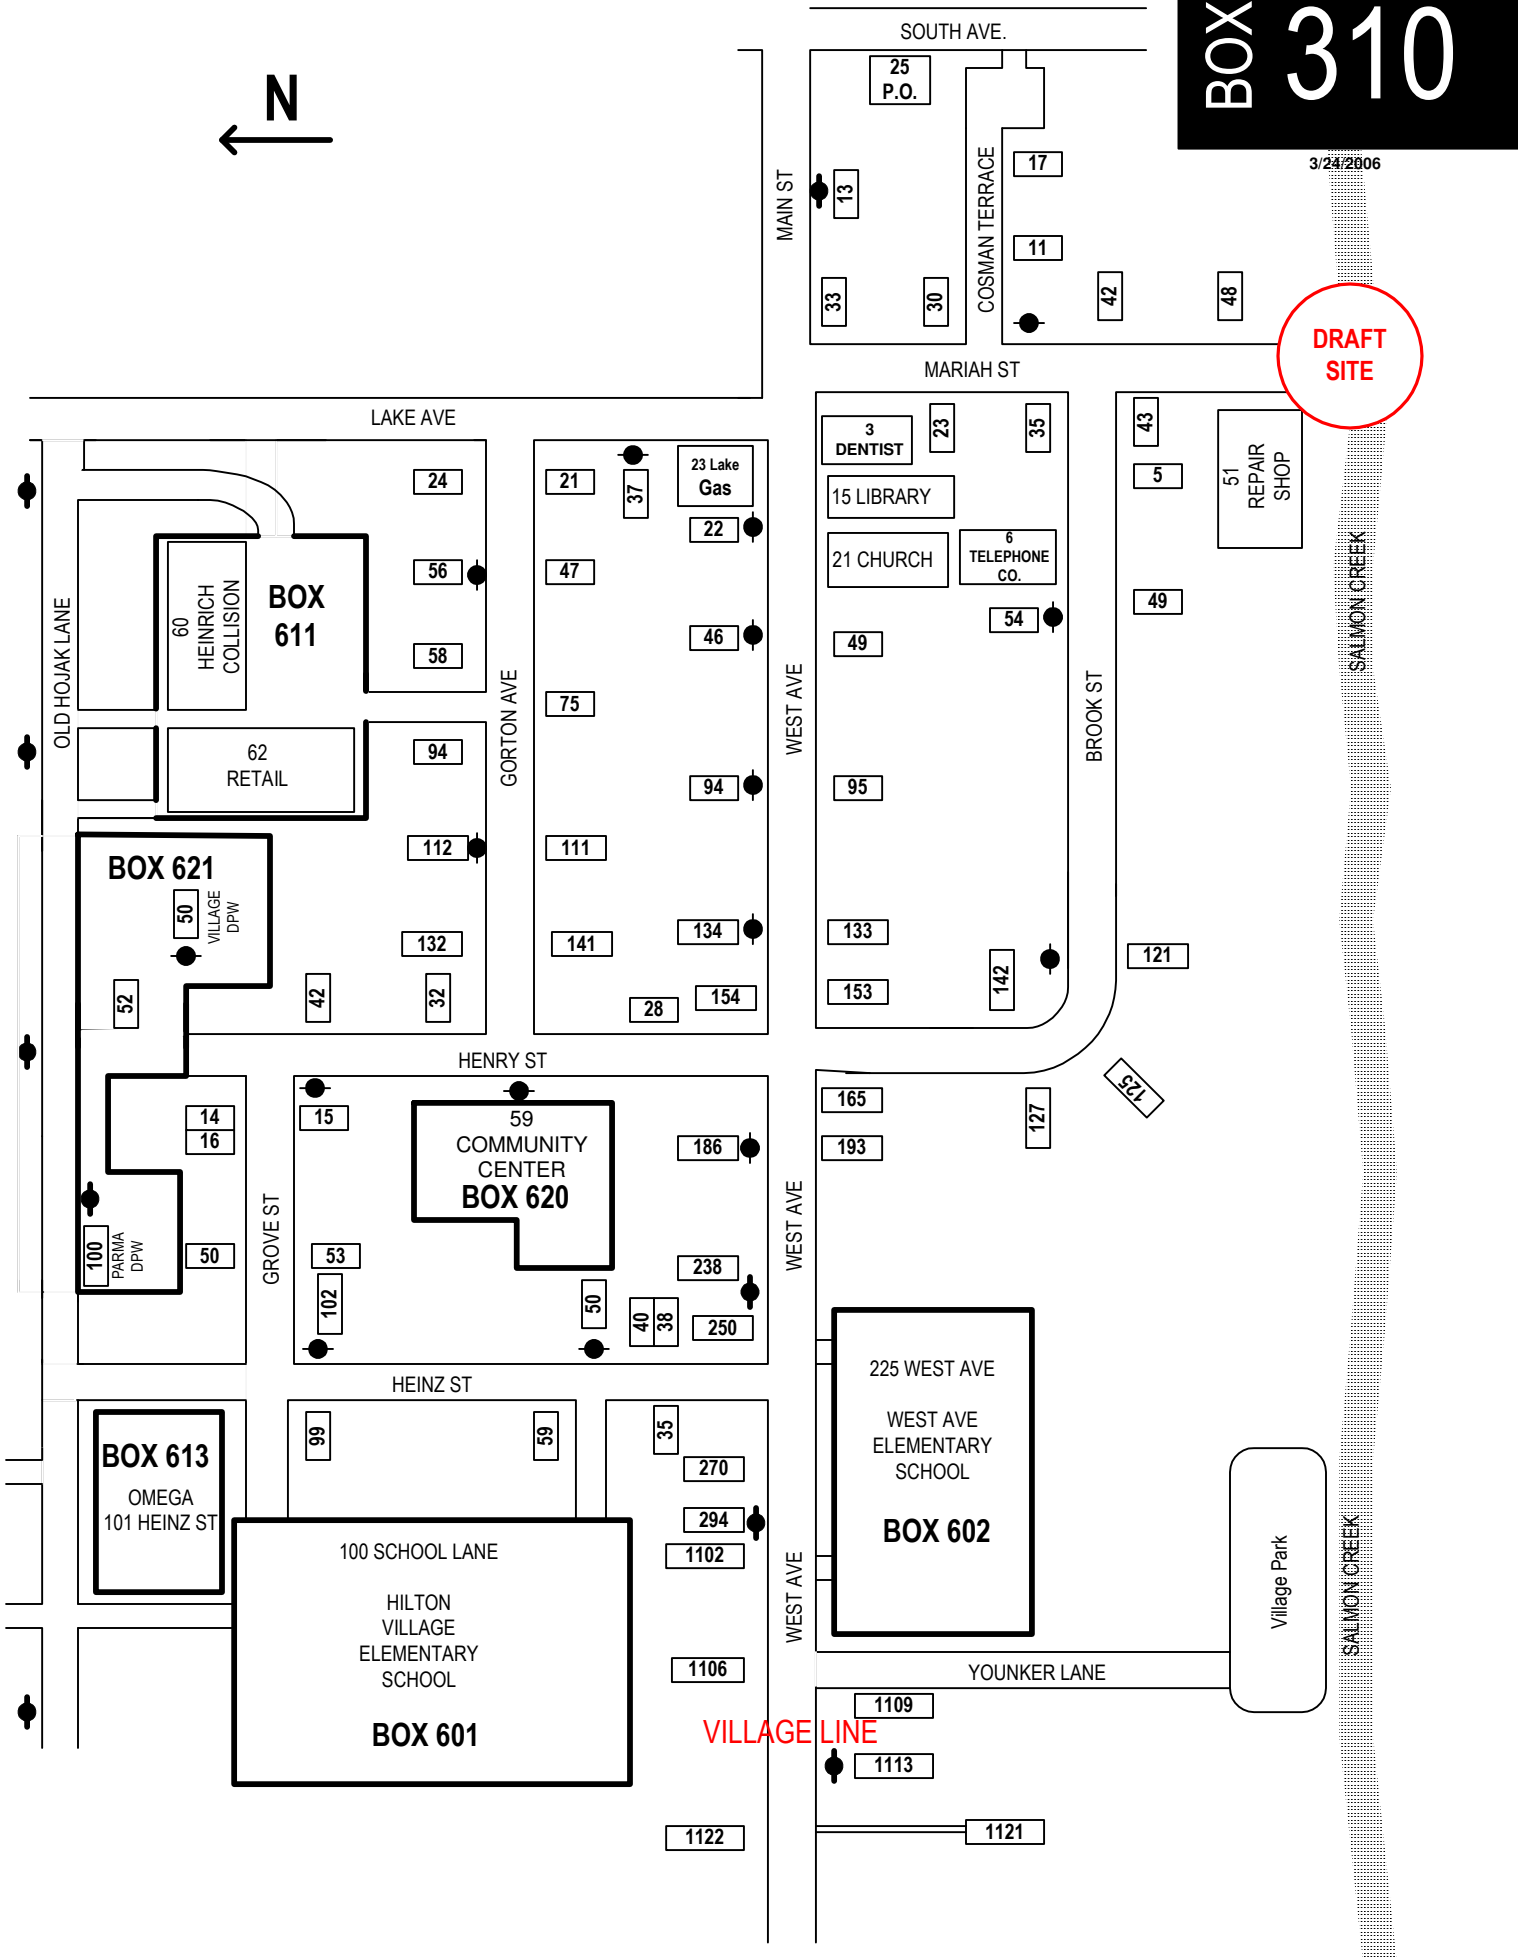 SOUTH AVE.
BOX 310
3/24/2006
N
25
P.O.
MAIN ST
13
COSMAN TERRACE
17
11
33
30
42
48
DRAFT
SITE
MARIAH ST
LAKE AVE
3
DENTIST
23
35
43
5
51
REPAIR
SHOP
24
21
37
23 Lake
Gas
15 LIBRARY
22
21 CHURCH
6
TELEPHONE
CO.
SALMON CREEK
OLD HOJAK LANE
60
HEINRICH
COLLISION
BOX
611
56
47
58
46
49
54
49
GORTON AVE
75
WEST AVE
BROOK ST
62
RETAIL
94
94
95
112
111
BOX 621
50
VILLAGE
DPW
132
141
134
133
121
52
42
32
28
154
153
142
HENRY ST
14
16
15
59
COMMUNITY
CENTER
BOX 620
186
165
193
127
125
100
PARMA
DPW
50
GROVE ST
53
102
50
40
38
238
250
WEST AVE
HEINZ ST
225 WEST AVE
WEST AVE
ELEMENTARY
SCHOOL
BOX 602
BOX 613
OMEGA
101 HEINZ ST
99
59
35
270
294
1102
100 SCHOOL LANE
HILTON
VILLAGE
ELEMENTARY
SCHOOL
BOX 601
WEST AVE
Village Park
SALMON CREEK
1106
YOUNKER LANE
1109
VILLAGE LINE
1113
1122
1121